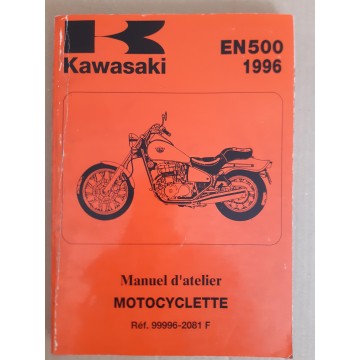 Kawasaki
EN500
1996
Manuel d'atelier
MOTOCYCLETTE
Réf. 99996-2081 F